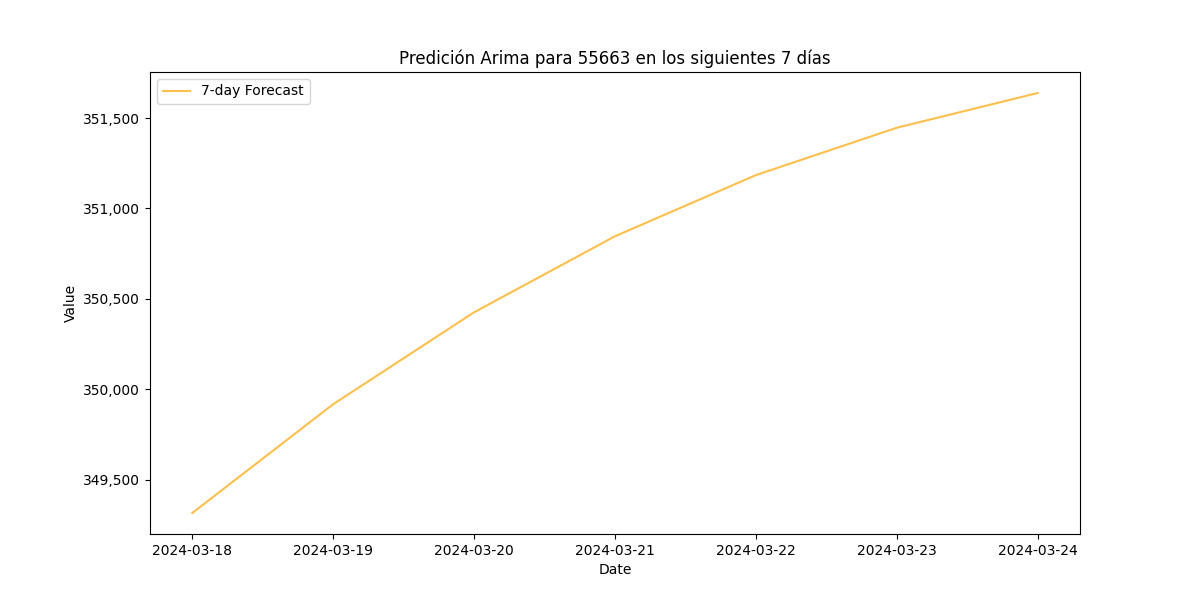 Predición Arima para 55663 en los siguientes 7 días
7-day Forecast
351,500
351,000
350,500
350,000
349,500
Value
2024-03-18 2024-03-19 2024-03-20 2024-03-21 2024-03-22 2024-03-23 2024-03-24
Date